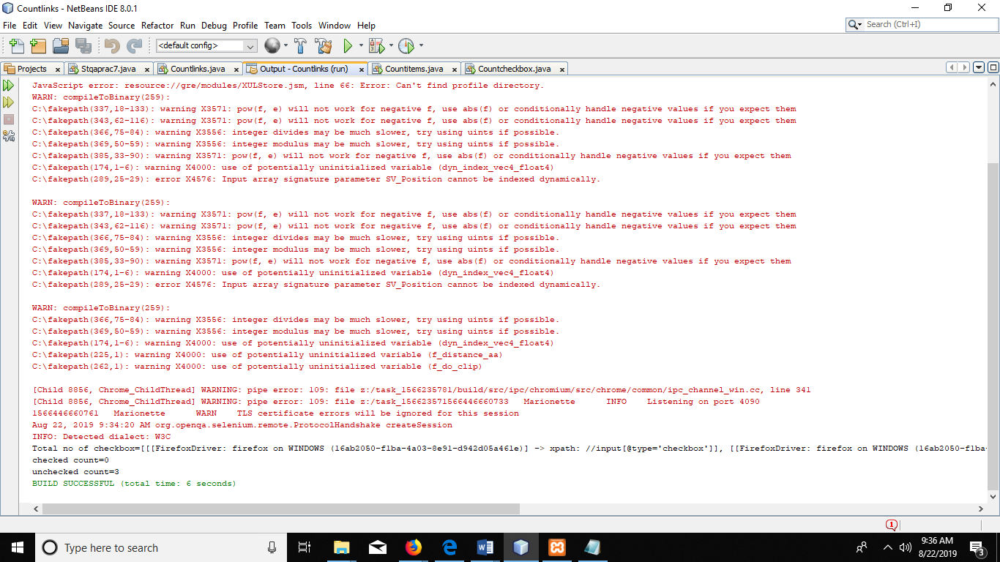 Countlinks - NetBeans IDE 8.0.1
File Edit View Navigate Source Refactor Run Debug Profile Team Tools Window Help
Search (Ctrl+I)
<default config>
Projects Stqaprac7.java Countlinks.java Output - Countlinks (run) Countitems.java Countcheckbox.java
JavaScript error: resource://gre/modules/XULStore.jsm, line 66: Error: Can't find profile directory.
WARN: compileToBinary(259):
C:\fakepath(337,18-133): warning X3571: pow(f, e) will not work for negative f, use abs(f) or conditionally handle negative values if you expect them
C:\fakepath(343,62-116): warning X3571: pow(f, e) will not work for negative f, use abs(f) or conditionally handle negative values if you expect them
C:\fakepath(366,75-84): warning X3556: integer divides may be much slower, try using uints if possible.
C:\fakepath(369,50-59): warning X3556: integer modulus may be much slower, try using uints if possible.
C:\fakepath(385,33-90): warning X3571: pow(f, e) will not work for negative f, use abs(f) or conditionally handle negative values if you expect them
C:\fakepath(174,1-6): warning X4000: use of potentially uninitialized variable (dyn_index_vec4_float4)
C:\fakepath(289,25-29): error X4576: Input array signature parameter SV_Position cannot be indexed dynamically.
WARN: compileToBinary(259):
C:\fakepath(337,18-133): warning X3571: pow(f, e) will not work for negative f, use abs(f) or conditionally handle negative values if you expect them
C:\fakepath(343,62-116): warning X3571: pow(f, e) will not work for negative f, use abs(f) or conditionally handle negative values if you expect them
C:\fakepath(366,75-84): warning X3556: integer divides may be much slower, try using uints if possible.
C:\fakepath(369,50-59): warning X3556: integer modulus may be much slower, try using uints if possible.
C:\fakepath(385,33-90): warning X3571: pow(f, e) will not work for negative f, use abs(f) or conditionally handle negative values if you expect them
C:\fakepath(174,1-6): warning X4000: use of potentially uninitialized variable (dyn_index_vec4_float4)
C:\fakepath(289,25-29): error X4576: Input array signature parameter SV_Position cannot be indexed dynamically.
WARN: compileToBinary(259):
C:\fakepath(366,75-84): warning X3556: integer divides may be much slower, try using uints if possible.
C:\fakepath(369,50-59): warning X3556: integer modulus may be much slower, try using uints if possible.
C:\fakepath(174,1-6): warning X4000: use of potentially uninitialized variable (dyn_index_vec4_float4)
C:\fakepath(225,1): warning X4000: use of potentially uninitialized variable (f_distance_aa)
C:\fakepath(262,1): warning X4000: use of potentially uninitialized variable (f_do_clip)
[Child 8856, Chrome_ChildThread] WARNING: pipe error: 109: file z:/task_1566235781/build/src/ipc/chromium/src/chrome/common/ipc_channel_win.cc, line 341
[Child 8856, Chrome_ChildThread] WARNING: pipe error: 109: file z:/task_156623571566446660733 Marionette INFO Listening on port 4090
1566446660761 Marionette WARN TLS certificate errors will be ignored for this session
Aug 22, 2019 9:34:20 AM org.openqa.selenium.remote.ProtocolHandshake createSession
INFO: Detected dialect: W3C
Total no of checkbox=[[[FirefoxDriver: firefox on WINDOWS (16ab2050-f1ba-4a03-8e91-d942d05a461e)] -> xpath: //input[@type='checkbox']], [[FirefoxDriver: firefox on WINDOWS (16ab2050-f1ba-
checked count=0
unchecked count=3
BUILD SUCCESSFUL (total time: 6 seconds)
1
Type here to search
9:36 AM
8/22/2019
3